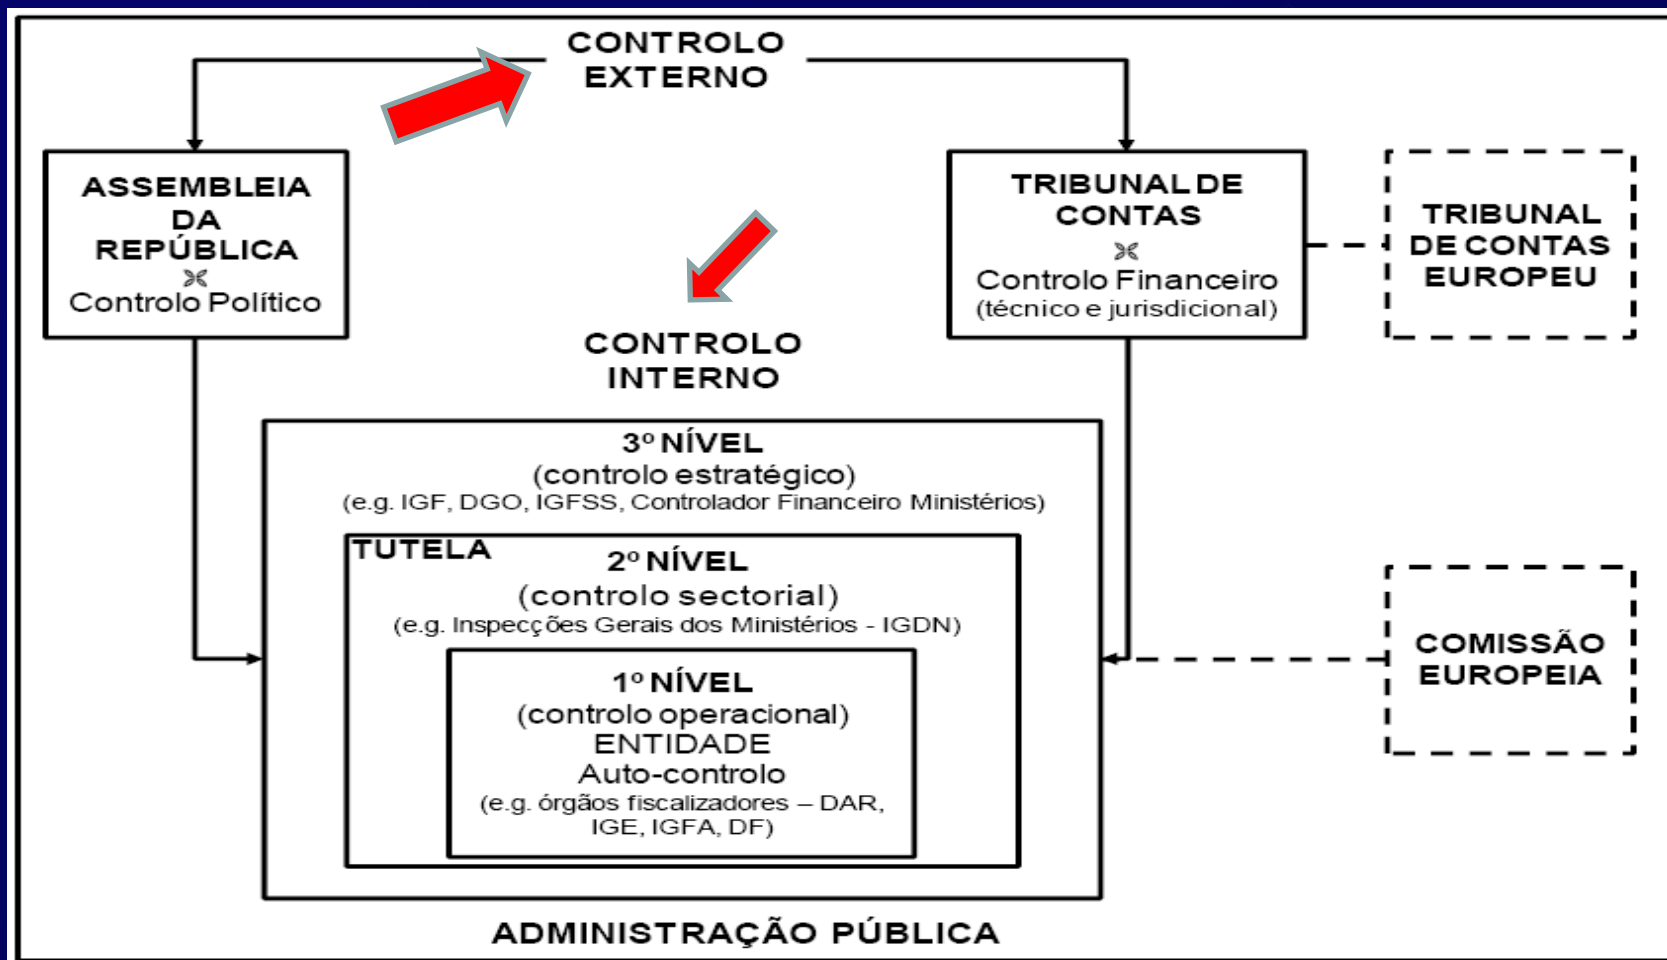 CONTROLO
EXTERNO
ASSEMBLEIA
DA
REPÚBLICA
Controlo Político
TRIBUNAL DE
CONTAS
Controlo Financeiro
(técnico e jurisdicional)
TRIBUNAL
DE CONTAS
EUROPEU
CONTROLO
INTERNO
3º NÍVEL
(controlo estratégico)
(e.g. IGF, DGO, IGFSS, Controlador Financeiro Ministérios)
TUTELA
2º NÍVEL
(controlo sectorial)
(e.g. Inspecções Gerais dos Ministérios - IGDN)
1º NÍVEL
(controlo operacional)
ENTIDADE
Auto-controlo
(e.g. órgãos fiscalizadores – DAR,
IGE, IGFA, DF)
COMISSÃO
EUROPEIA
ADMINISTRAÇÃO PÚBLICA